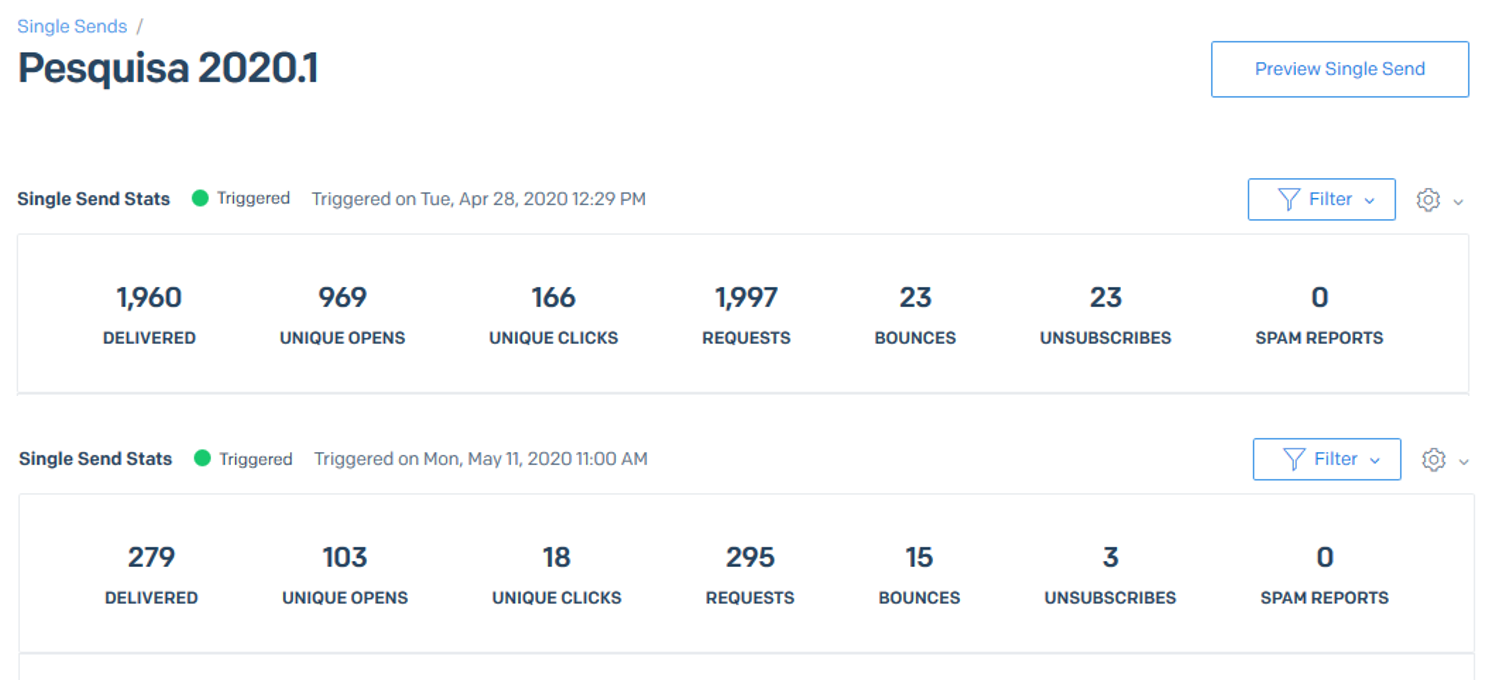 Single Sends /
Pesquisa 2020.1
Preview Single Send
Single Send Stats Triggered Triggered on Tue, Apr 28, 2020 12:29 PM Filter
1,960 969 166 1,997 23 23 0
DELIVERED UNIQUE OPENS UNIQUE CLICKS REQUESTS BOUNCES UNSUBSCRIBES SPAM REPORTS
Single Send Stats Triggered Triggered on Mon, May 11, 2020 11:00 AM Filter
279 103 18 295 15 3 0
DELIVERED UNIQUE OPENS UNIQUE CLICKS REQUESTS BOUNCES UNSUBSCRIBES SPAM REPORTS